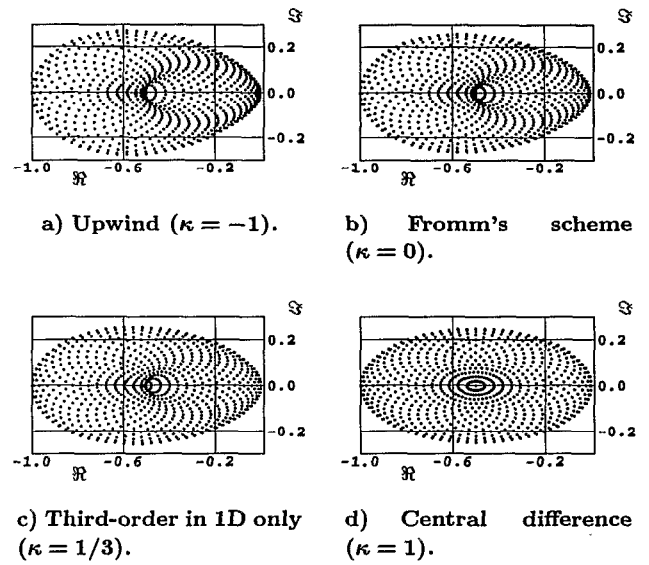 ℑ
0.2
0.0
-0.2
-1.0 -0.6 -0.2
ℜ
a) Upwind (κ = −1).
ℑ
0.2
0.0
-0.2
-1.0 -0.6 -0.2
ℜ
b) Fromm's scheme
(κ = 0).
ℑ
0.2
0.0
-0.2
-1.0 -0.6 -0.2
ℜ
c) Third-order in 1D only
(κ = 1/3).
ℑ
0.2
0.0
-0.2
-1.0 -0.6 -0.2
ℜ
d) Central difference
(κ = 1).